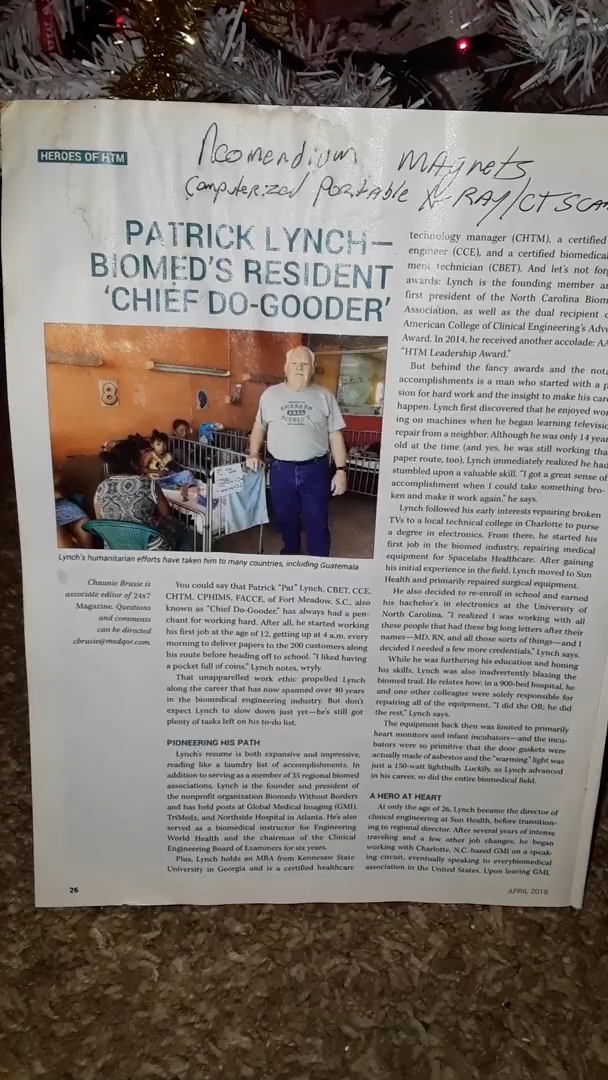 Neomendium magnets
Computerized Portable X-RAY/CT SCA
HEROES OF HTM
PATRICK LYNCH—
BIOMED'S RESIDENT
'CHIEF DO-GOODER'
Lynch's humanitarian efforts have taken him to many countries, including Guatemala.
Chaunie Brusie is
associate editor of 24x7
Magazine. Questions
and comments
can be directed
cbrusie@medqor.com.
You could say that Patrick "Pat" Lynch, CBET, CCE,
CHTM, CPHIMS, FACCE, of Fort Meadow, S.C., also
known as "Chief Do-Gooder," has always had a pen-
chant for working hard. After all, he started working
his first job at the age of 12, getting up at 4 a.m. every
morning to deliver papers to the 200 customers along
his route before heading off to school. "I liked having
a pocket full of coins," Lynch notes, wryly.
That unapparelled work ethic propelled Lynch
along the career that has now spanned over 40 years
in the biomedical engineering industry. But don't
expect Lynch to slow down just yet—he's still got
plenty of tasks left on his to-do list.
PIONEERING HIS PATH
Lynch's resume is both expansive and impressive,
reading like a laundry list of accomplishments. In
addition to serving as a member of 35 regional biomed
associations, Lynch is the founder and president of
the nonprofit organization Biomeds Without Borders
and has held posts at Global Medical Imaging (GMI),
TriMedx, and Northside Hospital in Atlanta. He's also
served as a biomedical instructor for Engineering
World Health and the chairman of the Clinical
Engineering Board of Examiners for six years.
Plus, Lynch holds an MBA from Kennesaw State
University in Georgia and is a certified healthcare
technology manager (CHTM), a certified
engineer (CCE), and a certified biomedical
ment technician (CBET). And let's not for
awards: Lynch is the founding member an
first president of the North Carolina Biom
Association, as well as the dual recipient o
American College of Clinical Engineering's Adv
Award. In 2014, he received another accolade: AA
"HTM Leadership Award."
But behind the fancy awards and the nota
accomplishments is a man who started with a p
sion for hard work and the insight to make his care
happen. Lynch first discovered that he enjoyed wo
ing on machines when he began learning televisio
repair from a neighbor. Although he was only 14 year
old at the time (and yes, he was still working tha
paper route, too), Lynch immediately realized he had
stumbled upon a valuable skill. "I got a great sense of
accomplishment when I could take something bro-
ken and make it work again," he says.
Lynch followed his early interests repairing broken
TVs to a local technical college in Charlotte to purse
a degree in electronics. From there, he started his
first job in the biomed industry, repairing medical
equipment for Spacelabs Healthcare. After gaining
his initial experience in the field, Lynch moved to Sun
Health and primarily repaired surgical equipment.
He also decided to re-enroll in school and earned
his bachelor's in electronics at the University of
North Carolina. "I realized I was working with all
these people that had these big long letters after their
names—MD, RN, and all those sorts of things—and I
decided I needed a few more credentials," Lynch says.
While he was furthering his education and honing
his skills, Lynch was also inadvertently blazing the
biomed trail. He relates how, in a 900-bed hospital, he
and one other colleague were solely responsible for
repairing all of the equipment. "I did the OR; he did
the rest," Lynch says.
The equipment back then was limited to primarily
heart monitors and infant incubators—and the incu-
bators were so primitive that the door gaskets were
actually made of asbestos and the "warming" light was
just a 150-watt lightbulb. Luckily, as Lynch advanced
in his career, so did the entire biomedical field.
A HERO AT HEART
At only the age of 26, Lynch became the director of
clinical engineering at Sun Health, before transition-
ing to regional director. After several years of intense
traveling and a few other job changes, he began
working with Charlotte, N.C.-based GMI on a speak-
ing circuit, eventually speaking to everybiomedical
association in the United States. Upon leaving GMI,
26
APRIL 2019